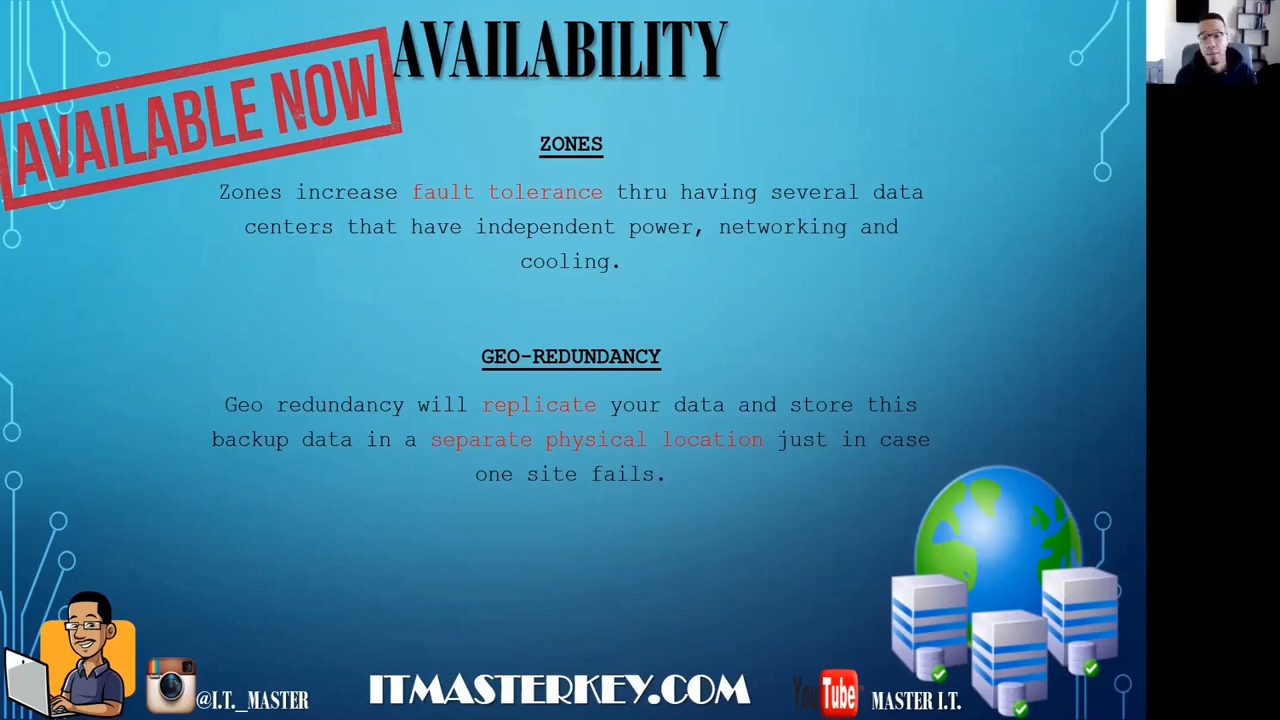 AVAILABILITY
AVAILABLE NOW
ZONES
Zones increase fault tolerance thru having several data
centers that have independent power, networking and
cooling.
GEO-REDUNDANCY
Geo redundancy will replicate your data and store this
backup data in a separate physical location just in case
one site fails.
@I.T._MASTER
ITMASTERKEY.COM
YouTube
MASTER I.T.